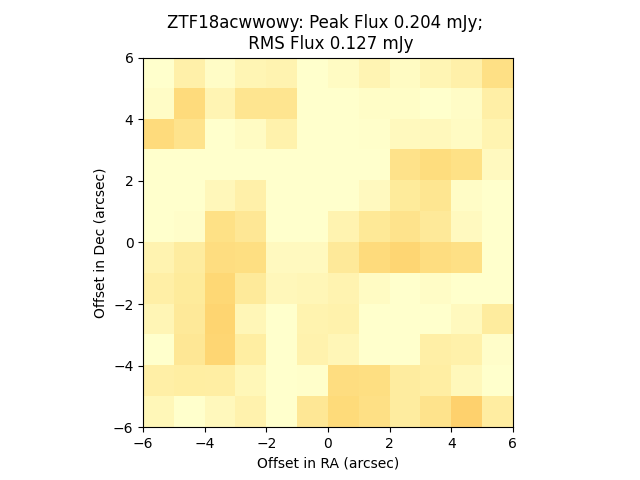 ZTF18acwwowy: Peak Flux 0.204 mJy;
RMS Flux 0.127 mJy
6
4
2
0
−2
−4
−6
Offset in Dec (arcsec)
−6 −4 −2 0 2 4 6
Offset in RA (arcsec)